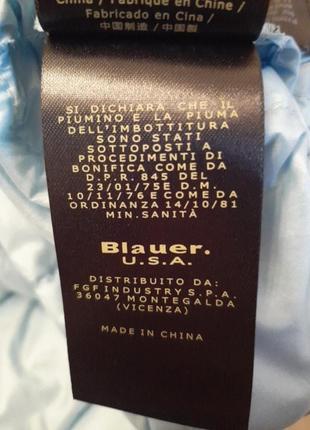 China / Fabriqué en Chine /
Fabricado en Cina /
中国制造 / 中国製
SI DICHIARA CHE IL
PIUMINO E LA PIUMA
DELL'IMBOTTITURA
SONO STATI
SOTTOPOSTI A
PROCEDIMENTI DI
BONIFICA COME DA
D.P.R. 845 DEL
23/01/75E D.M.
10/11/76 E COME DA
ORDINANZA 14/10/81
MIN.SANITÀ
Blauer.
U.S.A.
DISTRIBUITO DA:
FGF INDUSTRY S.P.A.
36047 MONTEGALDA
(VICENZA)
MADE IN CHINA